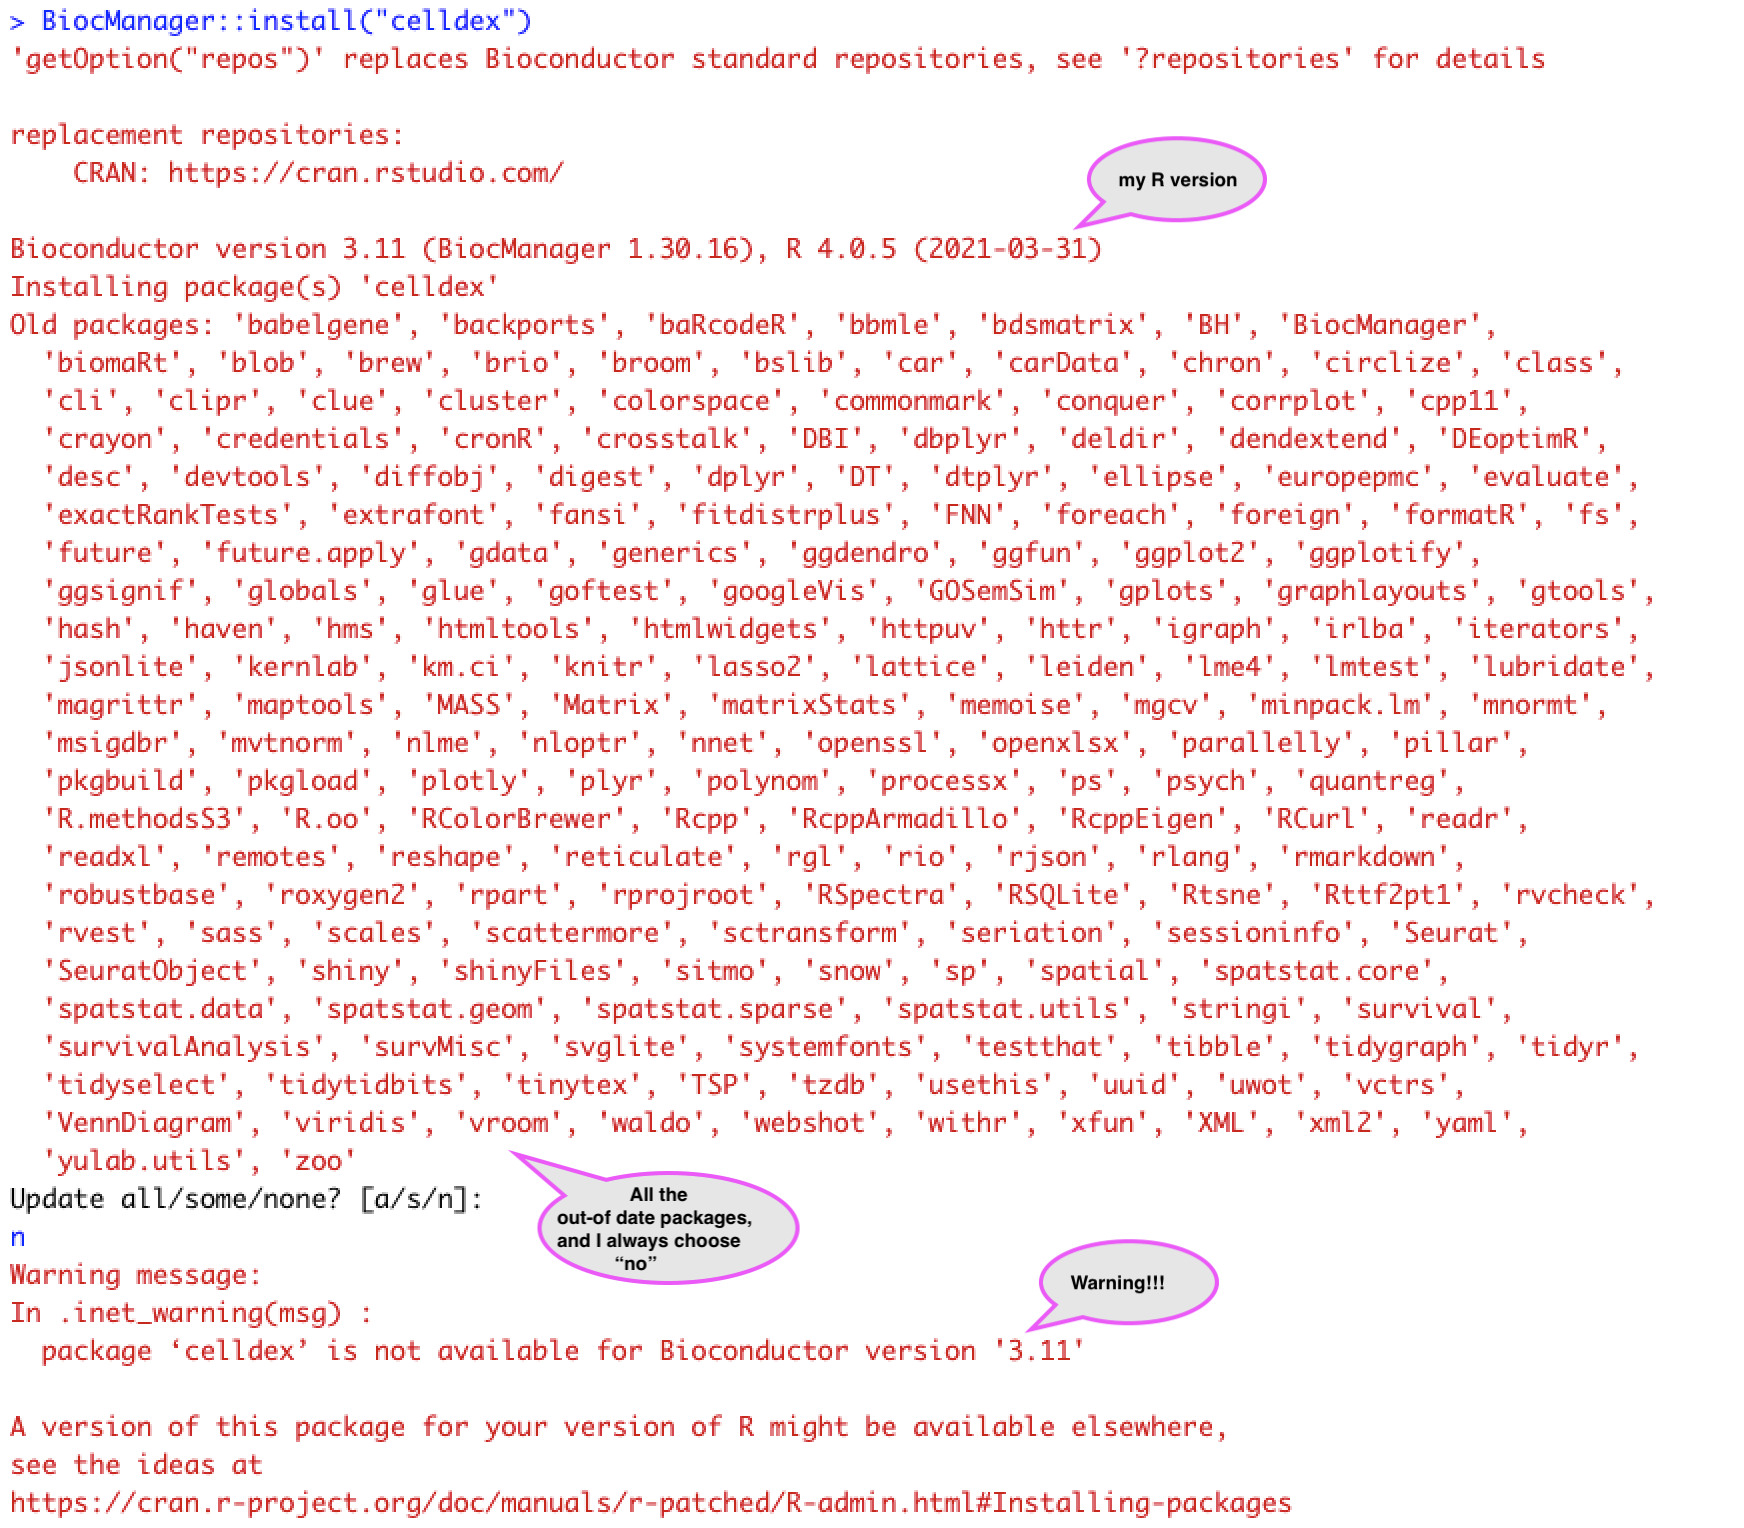 > BiocManager::install("celldex")
'getOption("repos")' replaces Bioconductor standard repositories, see '?repositories' for details
replacement repositories:
    CRAN: https://cran.rstudio.com/
my R version
Bioconductor version 3.11 (BiocManager 1.30.16), R 4.0.5 (2021-03-31)
Installing package(s) 'celldex'
Old packages: 'babelgene', 'backports', 'baRcodeR', 'bbmle', 'bdsmatrix', 'BH', 'BiocManager',
  'biomaRt', 'blob', 'brew', 'brio', 'broom', 'bslib', 'car', 'carData', 'chron', 'circlize', 'class',
  'cli', 'clipr', 'clue', 'cluster', 'colorspace', 'commonmark', 'conquer', 'corrplot', 'cpp11',
  'crayon', 'credentials', 'cronR', 'crosstalk', 'DBI', 'dbplyr', 'deldir', 'dendextend', 'DEoptimR',
  'desc', 'devtools', 'diffobj', 'digest', 'dplyr', 'DT', 'dtplyr', 'ellipse', 'europepmc', 'evaluate',
  'exactRankTests', 'extrafont', 'fansi', 'fitdistrplus', 'FNN', 'foreach', 'foreign', 'formatR', 'fs',
  'future', 'future.apply', 'gdata', 'generics', 'ggdendro', 'ggfun', 'ggplot2', 'ggplotify',
  'ggsignif', 'globals', 'glue', 'goftest', 'googleVis', 'GOSemSim', 'gplots', 'graphlayouts', 'gtools',
  'hash', 'haven', 'hms', 'htmltools', 'htmlwidgets', 'httpuv', 'httr', 'igraph', 'irlba', 'iterators',
  'jsonlite', 'kernlab', 'km.ci', 'knitr', 'lasso2', 'lattice', 'leiden', 'lme4', 'lmtest', 'lubridate',
  'magrittr', 'maptools', 'MASS', 'Matrix', 'matrixStats', 'memoise', 'mgcv', 'minpack.lm', 'mnormt',
  'msigdbr', 'mvtnorm', 'nlme', 'nloptr', 'nnet', 'openssl', 'openxlsx', 'parallelly', 'pillar',
  'pkgbuild', 'pkgload', 'plotly', 'plyr', 'polynom', 'processx', 'ps', 'psych', 'quantreg',
  'R.methodsS3', 'R.oo', 'RColorBrewer', 'Rcpp', 'RcppArmadillo', 'RcppEigen', 'RCurl', 'readr',
  'readxl', 'remotes', 'reshape', 'reticulate', 'rgl', 'rio', 'rjson', 'rlang', 'rmarkdown',
  'robustbase', 'roxygen2', 'rpart', 'rprojroot', 'RSpectra', 'RSQLite', 'Rtsne', 'Rttf2pt1', 'rvcheck',
  'rvest', 'sass', 'scales', 'scattermore', 'sctransform', 'seriation', 'sessioninfo', 'Seurat',
  'SeuratObject', 'shiny', 'shinyFiles', 'sitmo', 'snow', 'sp', 'spatial', 'spatstat.core',
  'spatstat.data', 'spatstat.geom', 'spatstat.sparse', 'spatstat.utils', 'stringi', 'survival',
  'survivalAnalysis', 'survMisc', 'svglite', 'systemfonts', 'testthat', 'tibble', 'tidygraph', 'tidyr',
  'tidyselect', 'tidytidbits', 'tinytex', 'TSP', 'tzdb', 'usethis', 'uuid', 'uwot', 'vctrs',
  'VennDiagram', 'viridis', 'vroom', 'waldo', 'webshot', 'withr', 'xfun', 'XML', 'xml2', 'yaml',
  'yulab.utils', 'zoo'
Update all/some/none? [a/s/n]:
n
All the
out-of date packages,
and I always choose
“no”
Warning message:
In .inet_warning(msg) :
Warning!!!
  package ‘celldex’ is not available for Bioconductor version '3.11'
A version of this package for your version of R might be available elsewhere,
see the ideas at
https://cran.r-project.org/doc/manuals/r-patched/R-admin.html#Installing-packages